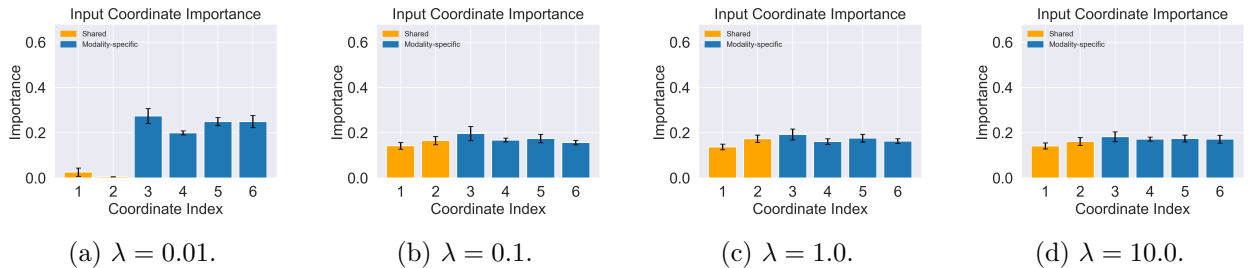 Input Coordinate Importance
Importance
0.6
0.4
0.2
0.0
Shared
Modality-specific
1 2 3 4 5 6
Coordinate Index
(a) λ = 0.01.
Input Coordinate Importance
Importance
0.6
0.4
0.2
0.0
Shared
Modality-specific
1 2 3 4 5 6
Coordinate Index
(b) λ = 0.1.
Input Coordinate Importance
Importance
0.6
0.4
0.2
0.0
Shared
Modality-specific
1 2 3 4 5 6
Coordinate Index
(c) λ = 1.0.
Input Coordinate Importance
Importance
0.6
0.4
0.2
0.0
Shared
Modality-specific
1 2 3 4 5 6
Coordinate Index
(d) λ = 10.0.